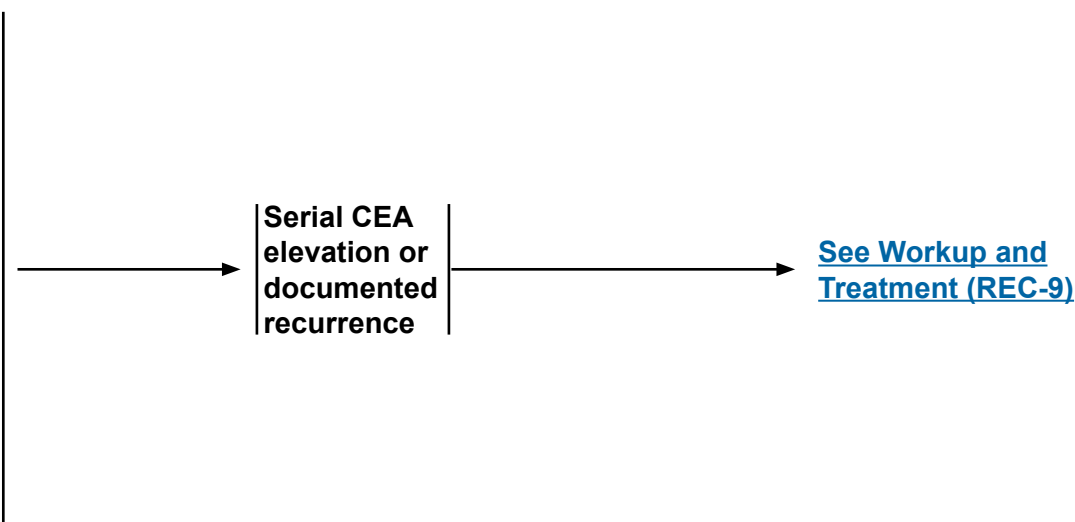 Serial CEA
elevation or
documented
recurrence
See Workup and
Treatment (REC-9)